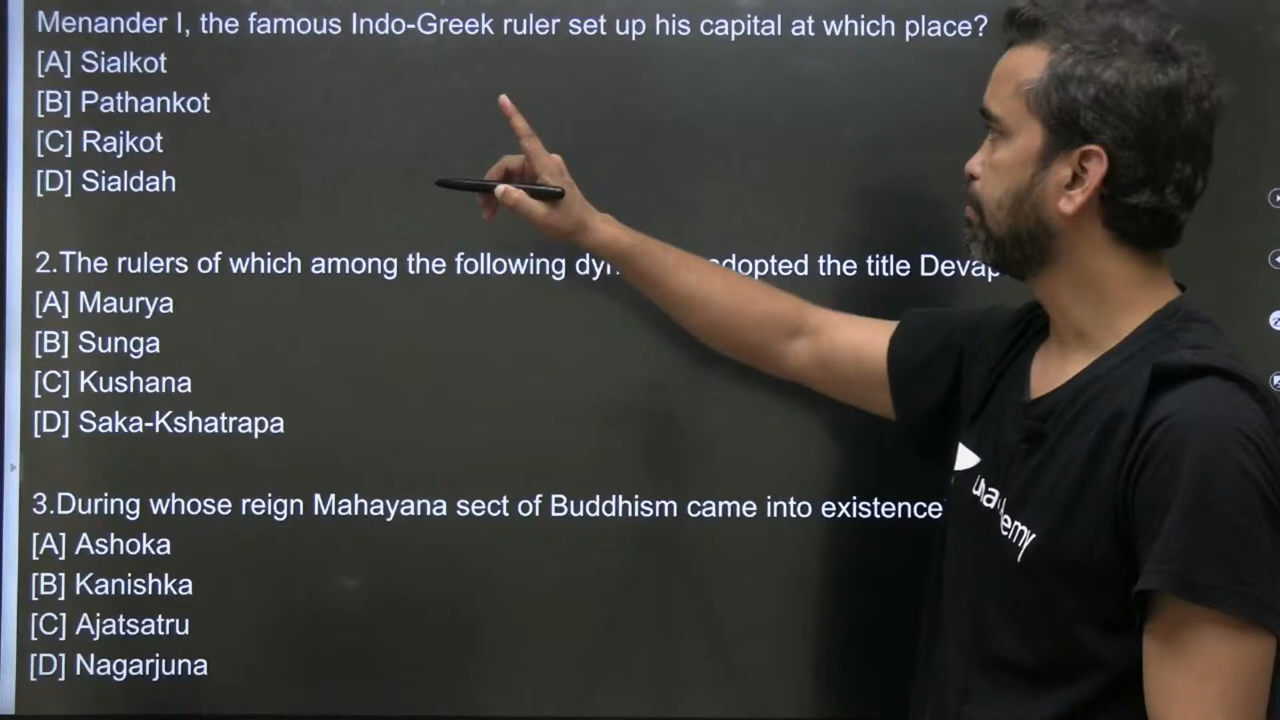 Menander I, the famous Indo-Greek ruler set up his capital at which place?
[A] Sialkot
[B] Pathankot
[C] Rajkot
[D] Sialdah
2.The rulers of which among the following adopted the title
[A] Maurya
[B] Sunga
[C] Kushana
[D] Saka-Kshatrapa
3.During whose reign Mahayana sect of Buddhism came into existence
[A] Ashoka
[B] Kanishka
[C] Ajatsatru
[D] Nagarjuna
unacademy